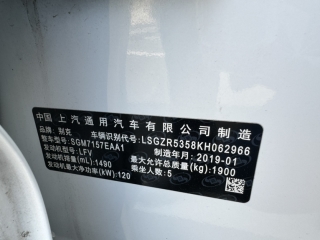 中国上汽通用汽车有限公司制造
品牌：别克 车辆识别代号：LSGZR5358KH062966
整车型号：SGM7157EAA1 制造年月：2019-01
发动机型号：LFV 最大允许总质量(kg)：1900
发动机排量(mL)：1490 乘坐人数：5
发动机最大净功率(kW)：120